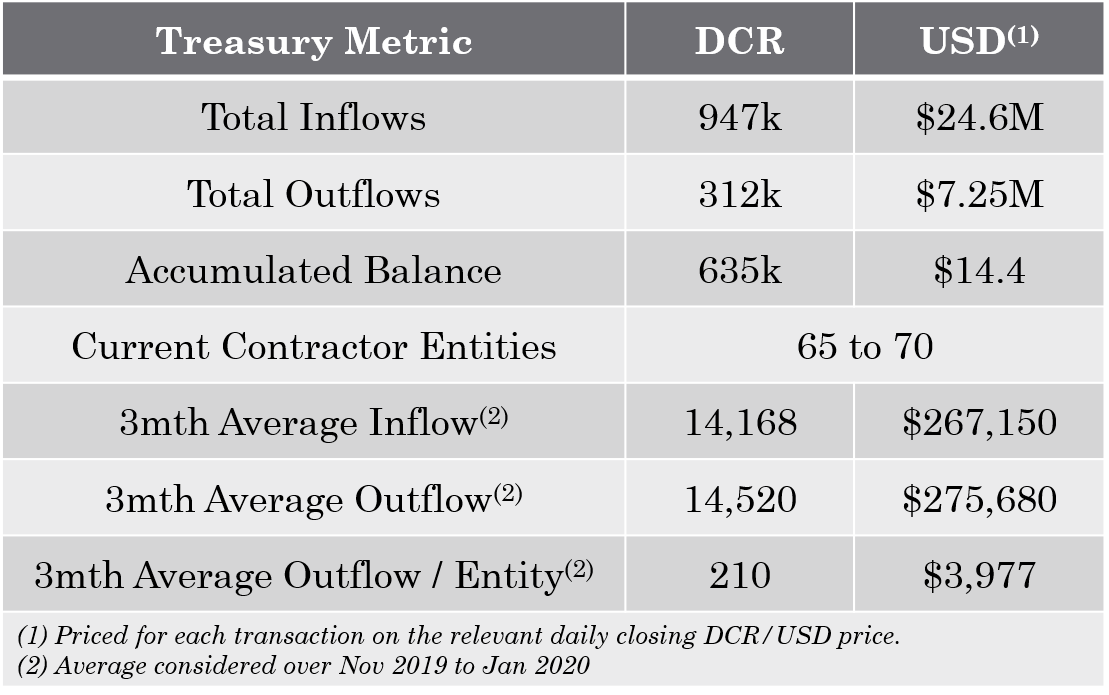 Treasury Metric DCR USD(1)
Total Inflows 947k $24.6M
Total Outflows 312k $7.25M
Accumulated Balance 635k $14.4
Current Contractor Entities 65 to 70
3mth Average Inflow(2) 14,168 $267,150
3mth Average Outflow(2) 14,520 $275,680
3mth Average Outflow / Entity(2) 210 $3,977
(1) Priced for each transaction on the relevant daily closing DCR/USD price.
(2) Average considered over Nov 2019 to Jan 2020